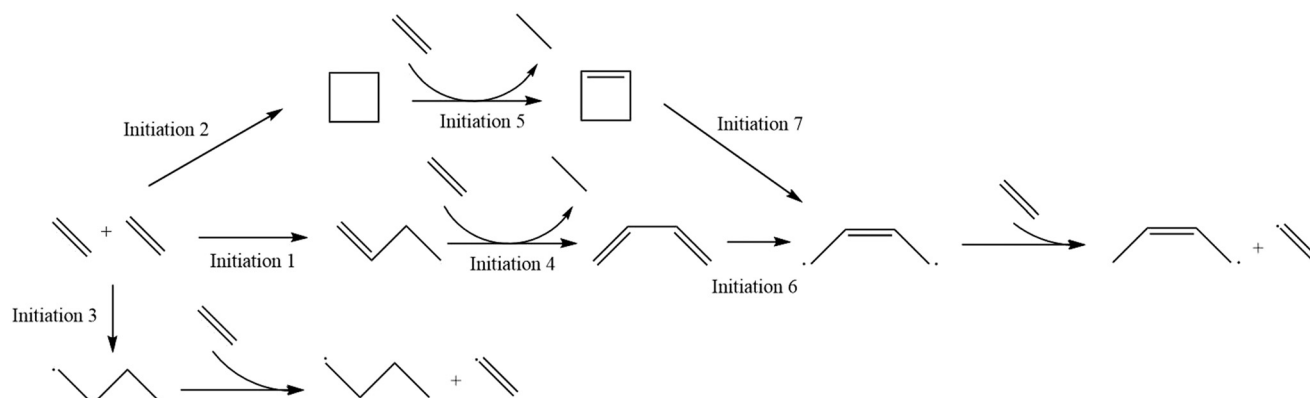 Initiation 2
Initiation 5
Initiation 7
+
Initiation 1
Initiation 4
Initiation 6
+
Initiation 3
+